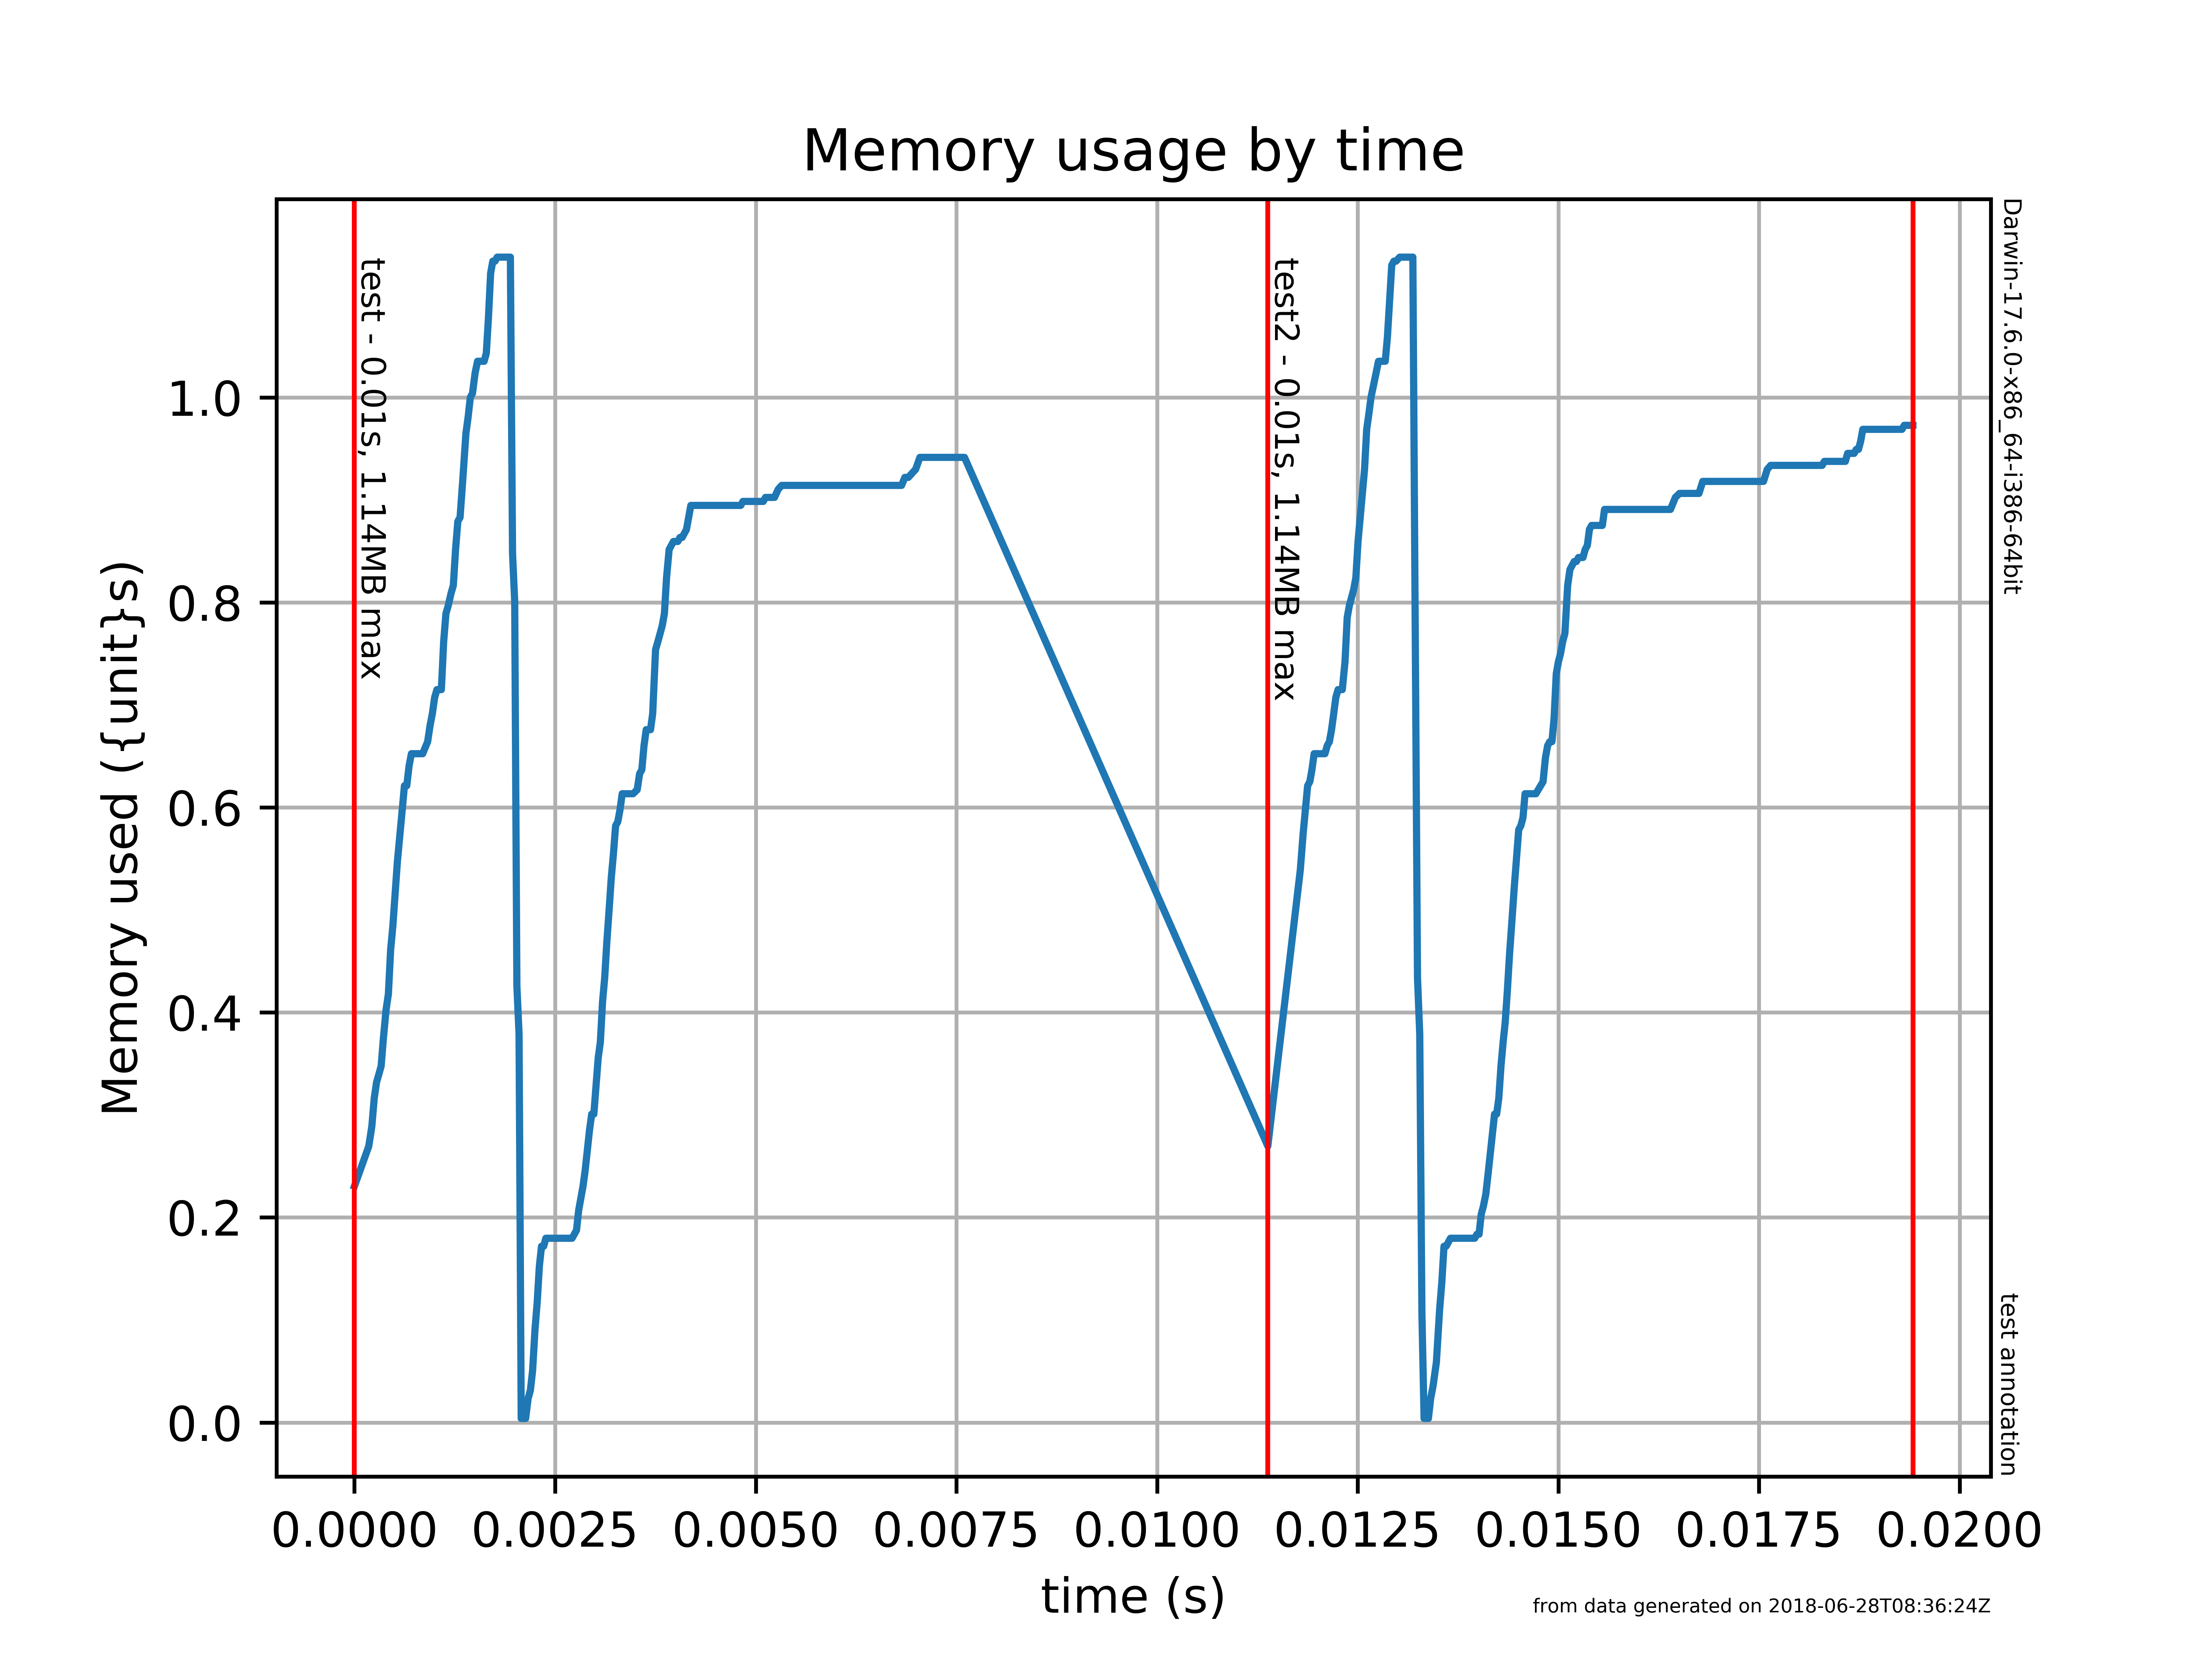 Memory usage by time
Memory used ({unit}s)
1.0
0.8
0.6
0.4
0.2
0.0
test - 0.01s, 1.14MB max
test2 - 0.01s, 1.14MB max
Darwin-17.6.0-x86_64-i386-64bit
test annotation
0.0000 0.0025 0.0050 0.0075 0.0100 0.0125 0.0150 0.0175 0.0200
time (s)
from data generated on 2018-06-28T08:36:24Z